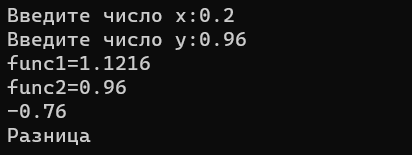 Введите число x:0.2
Введите число y:0.96
func1=1.1216
func2=0.96
-0.76
Разница